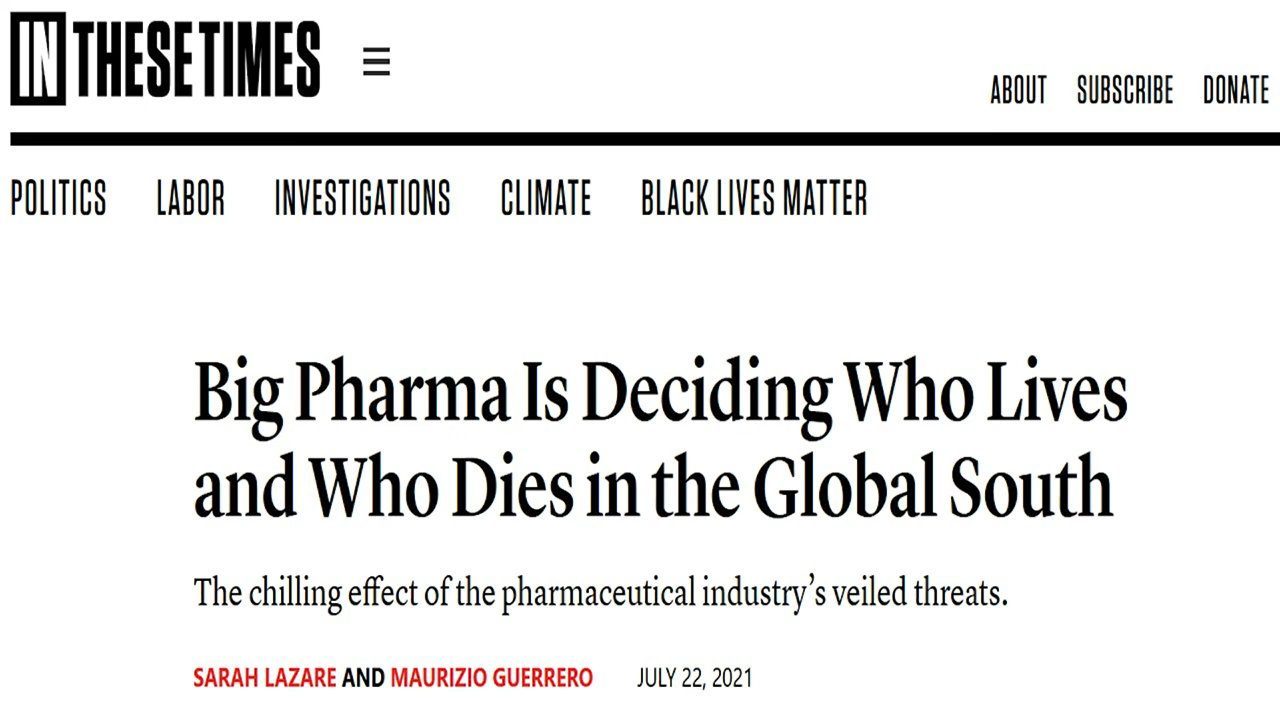 IN THESE TIMES
ABOUT SUBSCRIBE DONATE
POLITICS LABOR INVESTIGATIONS CLIMATE BLACK LIVES MATTER
Big Pharma Is Deciding Who Lives
and Who Dies in the Global South
The chilling effect of the pharmaceutical industry’s veiled threats.
SARAH LAZARE AND MAURIZIO GUERRERO JULY 22, 2021